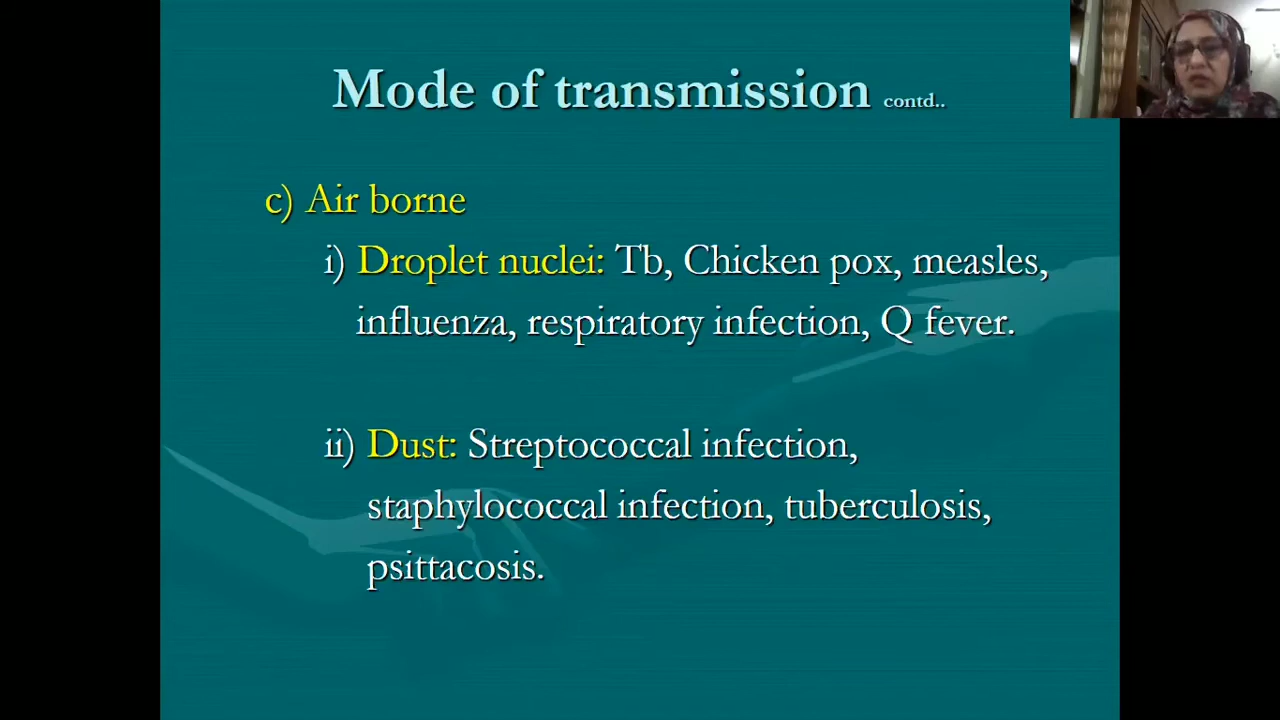 Mode of transmission contd..
c) Air borne
i) Droplet nuclei: Tb, Chicken pox, measles,
influenza, respiratory infection, Q fever.
ii) Dust: Streptococcal infection,
staphylococcal infection, tuberculosis,
psittacosis.